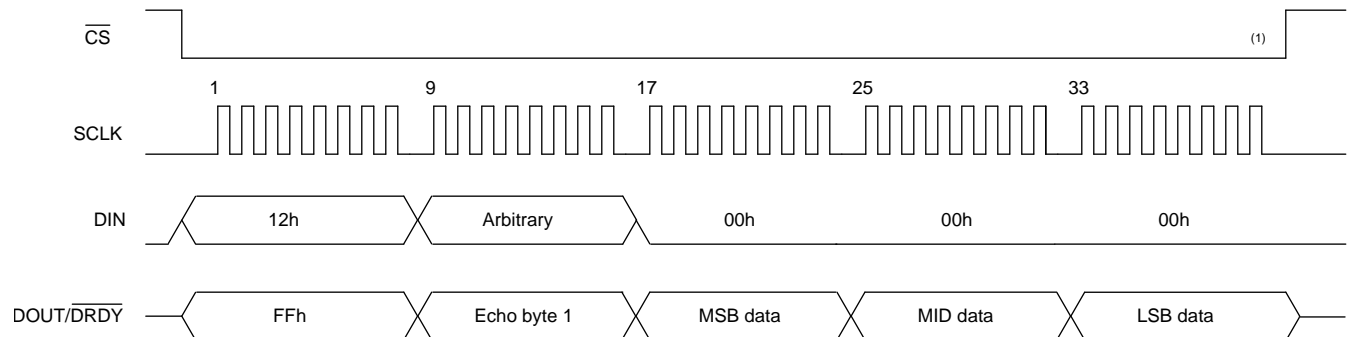 CS
(1)
1 9 17 25 33
SCLK
DIN 12h Arbitrary 00h 00h 00h
DOUT/DRDY FFh Echo byte 1 MSB data MID data LSB data